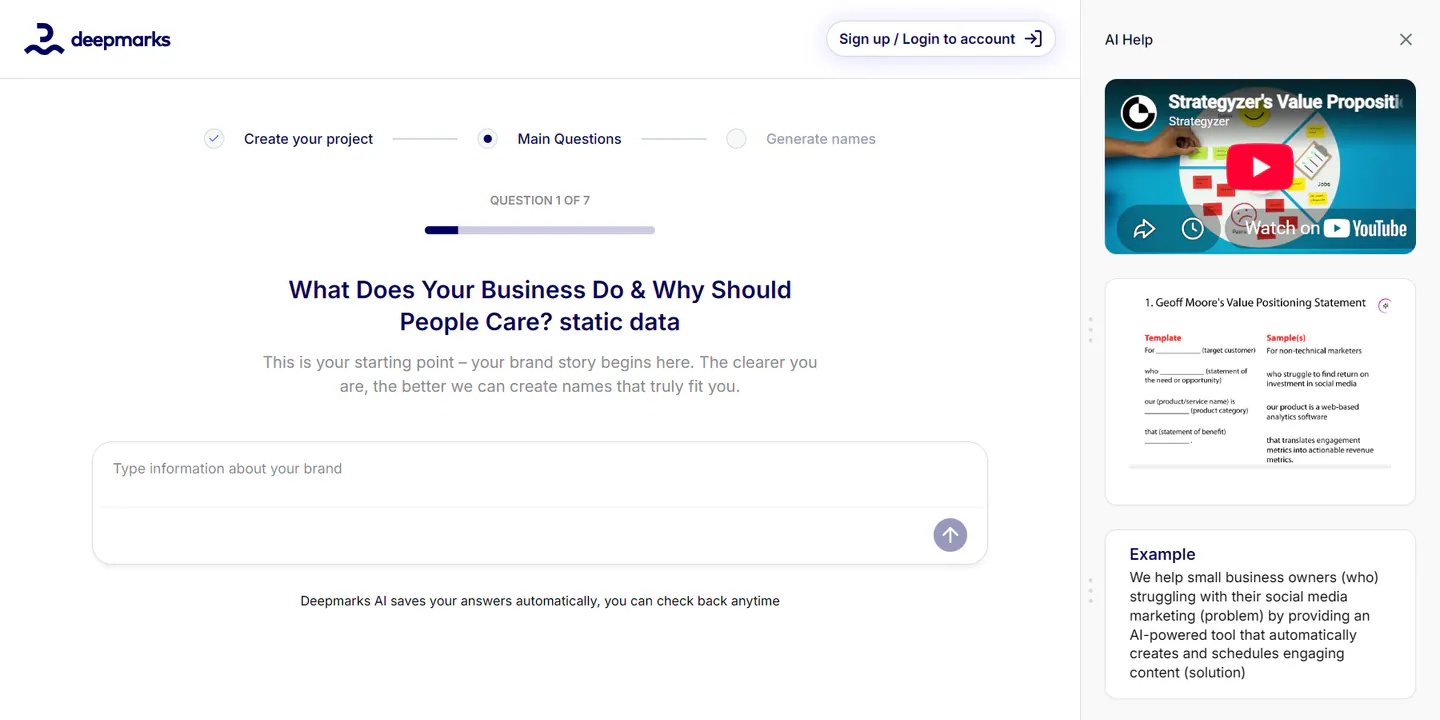 deepmarks
Sign up / Login to account
Create your project
Main Questions
Generate names
QUESTION 1 OF 7
What Does Your Business Do & Why Should
People Care? static data
This is your starting point – your brand story begins here. The clearer you
are, the better we can create names that truly fit you.
Type information about your brand
Deepmarks AI saves your answers automatically, you can check back anytime
AI Help
Strategyzer's Value Propositi
Strategyzer
Jobs
Watch on YouTube
1. Geoff Moore's Value Positioning Statement
Template
For ____________ (target customer)
who ____________ (statement of
the need or opportunity)
our (product/service name) is
____________ (product category)
that (statement of benefit)
____________ .
Sample(s)
For non-technical marketers
who struggle to find return on
investment in social media
our product is a web-based
analytics software
that translates engagement
metrics into actionable revenue
metrics.
Example
We help small business owners (who)
struggling with their social media
marketing (problem) by providing an
AI-powered tool that automatically
creates and schedules engaging
content (solution)